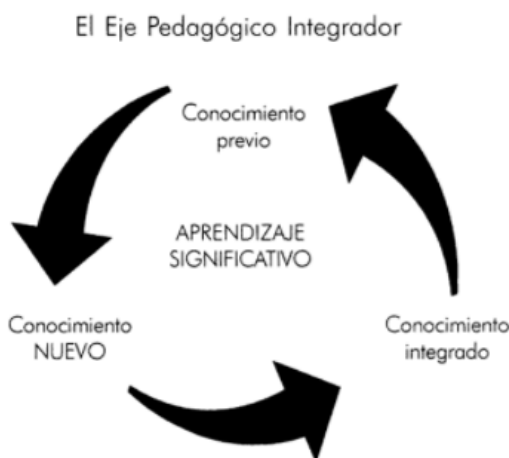 El Eje Pedagógico Integrador
Conocimiento
previo
APRENDIZAJE
SIGNIFICATIVO
Conocimiento
NUEVO
Conocimiento
integrado